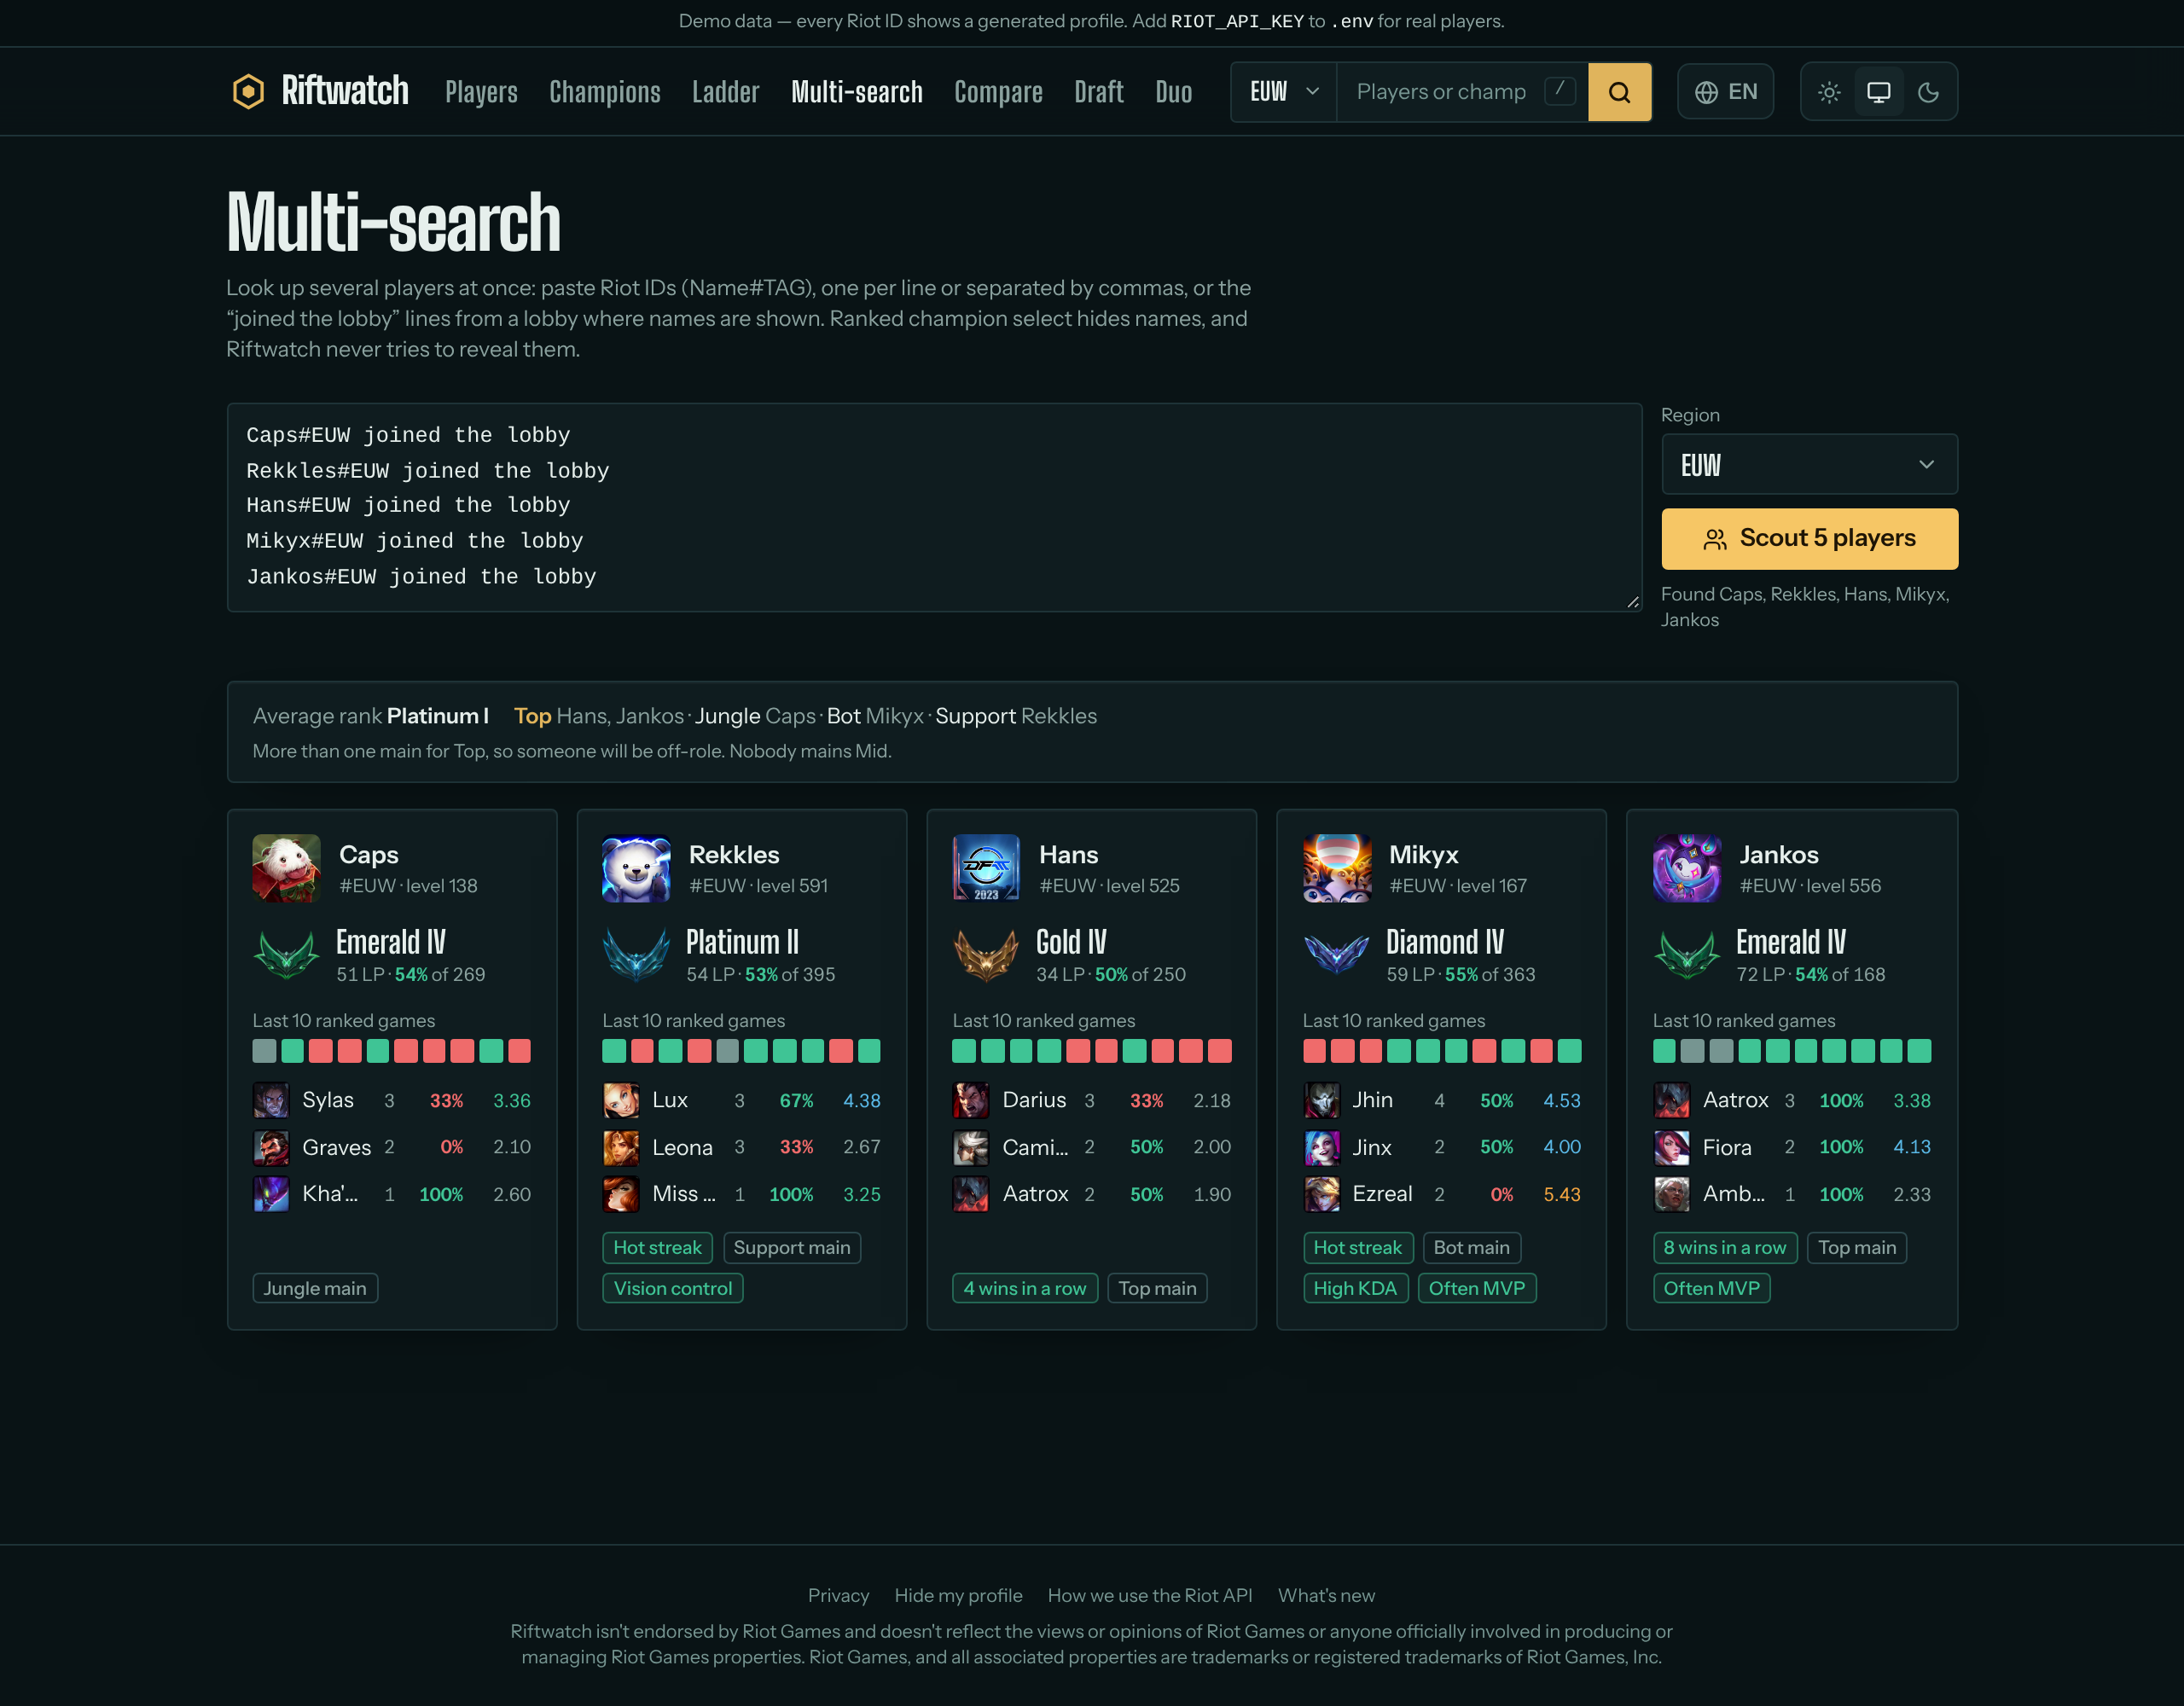 Demo data — every Riot ID shows a generated profile. Add RIOT_API_KEY to .env for real players.
Riftwatch Players Champions Ladder Multi-search Compare Draft Duo EUW Players or champ / EN
Multi-search
Look up several players at once: paste Riot IDs (Name#TAG), one per line or separated by commas, or the
“joined the lobby” lines from a lobby where names are shown. Ranked champion select hides names, and
Riftwatch never tries to reveal them.
Caps#EUW joined the lobby
Rekkles#EUW joined the lobby
Hans#EUW joined the lobby
Mikyx#EUW joined the lobby
Jankos#EUW joined the lobby
Region
EUW
Scout 5 players
Found Caps, Rekkles, Hans, Mikyx,
Jankos
Average rank Platinum I Top Hans, Jankos · Jungle Caps · Bot Mikyx · Support Rekkles
More than one main for Top, so someone will be off-role. Nobody mains Mid.
Caps
#EUW · level 138
Emerald IV
51 LP · 54% of 269
Last 10 ranked games
Sylas 3 33% 3.36
Graves 2 0% 2.10
Kha'... 1 100% 2.60
Jungle main
Rekkles
#EUW · level 591
Platinum II
54 LP · 53% of 395
Last 10 ranked games
Lux 3 67% 4.38
Leona 3 33% 2.67
Miss ... 1 100% 3.25
Hot streak Support main
Vision control
DFM
2023
Hans
#EUW · level 525
Gold IV
34 LP · 50% of 250
Last 10 ranked games
Darius 3 33% 2.18
Cami... 2 50% 2.00
Aatrox 2 50% 1.90
4 wins in a row Top main
Mikyx
#EUW · level 167
Diamond IV
59 LP · 55% of 363
Last 10 ranked games
Jhin 4 50% 4.53
Jinx 2 50% 4.00
Ezreal 2 0% 5.43
Hot streak Bot main
High KDA Often MVP
Jankos
#EUW · level 556
Emerald IV
72 LP · 54% of 168
Last 10 ranked games
Aatrox 3 100% 3.38
Fiora 2 100% 4.13
Amb... 1 100% 2.33
8 wins in a row Top main
Often MVP
Privacy Hide my profile How we use the Riot API What's new
Riftwatch isn't endorsed by Riot Games and doesn't reflect the views or opinions of Riot Games or anyone officially involved in producing or
managing Riot Games properties. Riot Games, and all associated properties are trademarks or registered trademarks of Riot Games, Inc.